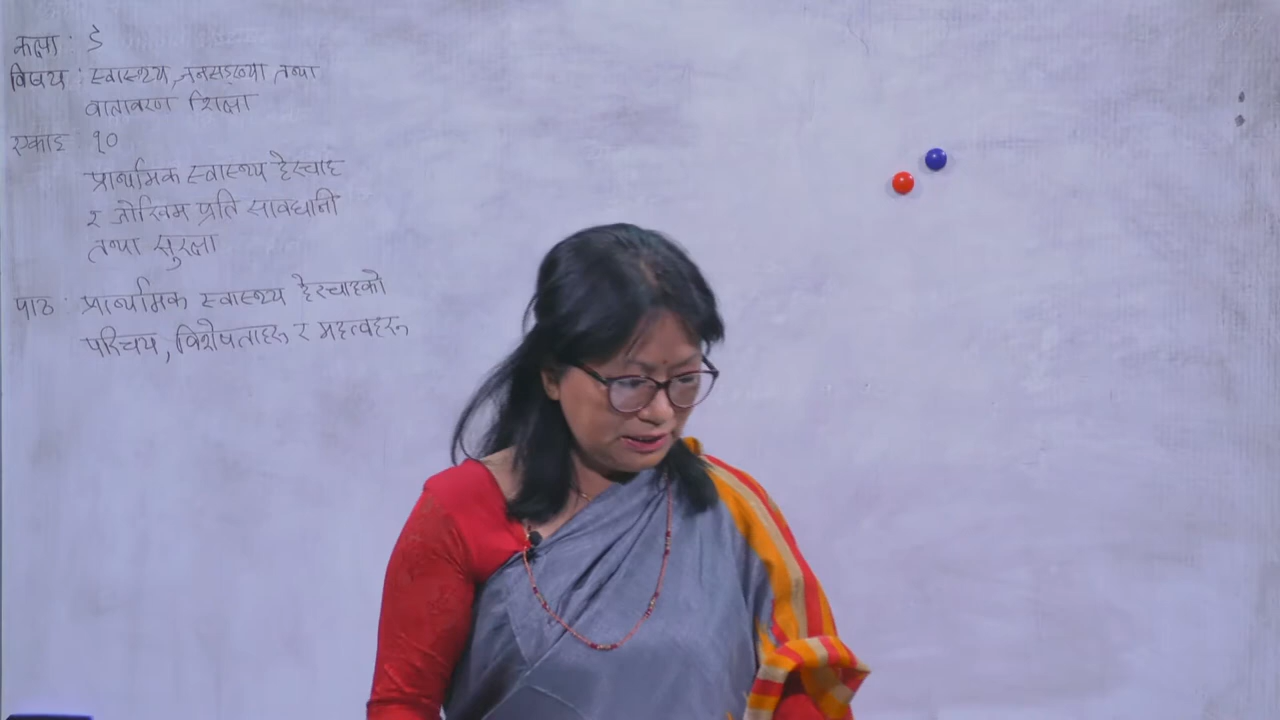 कक्षा : ८
विषय : स्वास्थ्य, जनसङ्ख्या तथा
वातावरण शिक्षा
एकाइ १०
प्राथमिक स्वास्थ्य हेरचाह
र जोखिम प्रति सावधानी
तथा सुरक्षा
पाठ : प्राथमिक स्वास्थ्य हेरचाहको
परिचय, विशेषताहरू र महत्वहरू